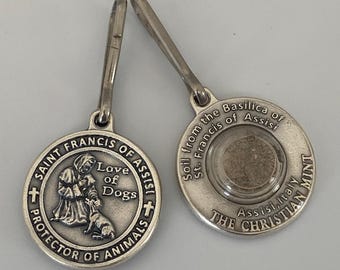 SAINT FRANCIS OF ASSISI
Love
of
Dogs
PROTECTOR OF ANIMALS
Soil from the Basilica of
St. Francis of Assisi
Assisi, Italy
THE CHRISTIAN MINT